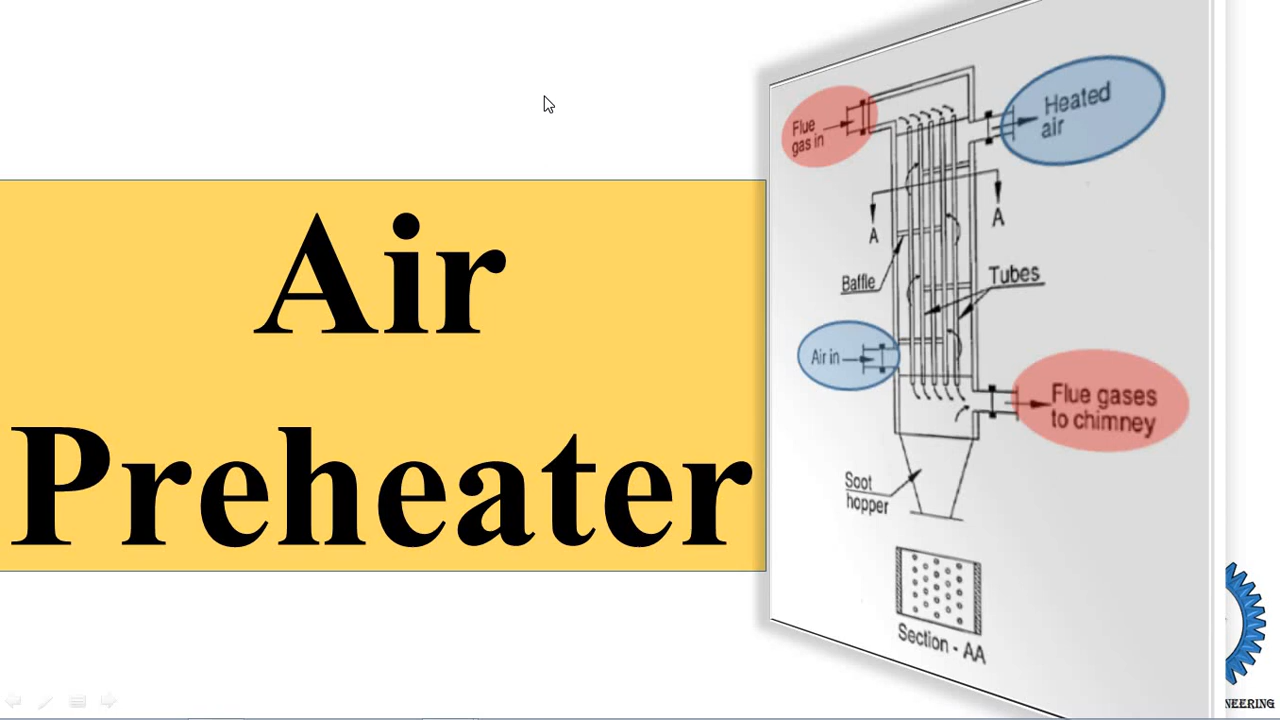 Air
Preheater
Flue
gas in
Heated
air
A
A
Baffle
Tubes
Air in
Flue gases
to chimney
Soot
hopper
Section - AA
NEERING